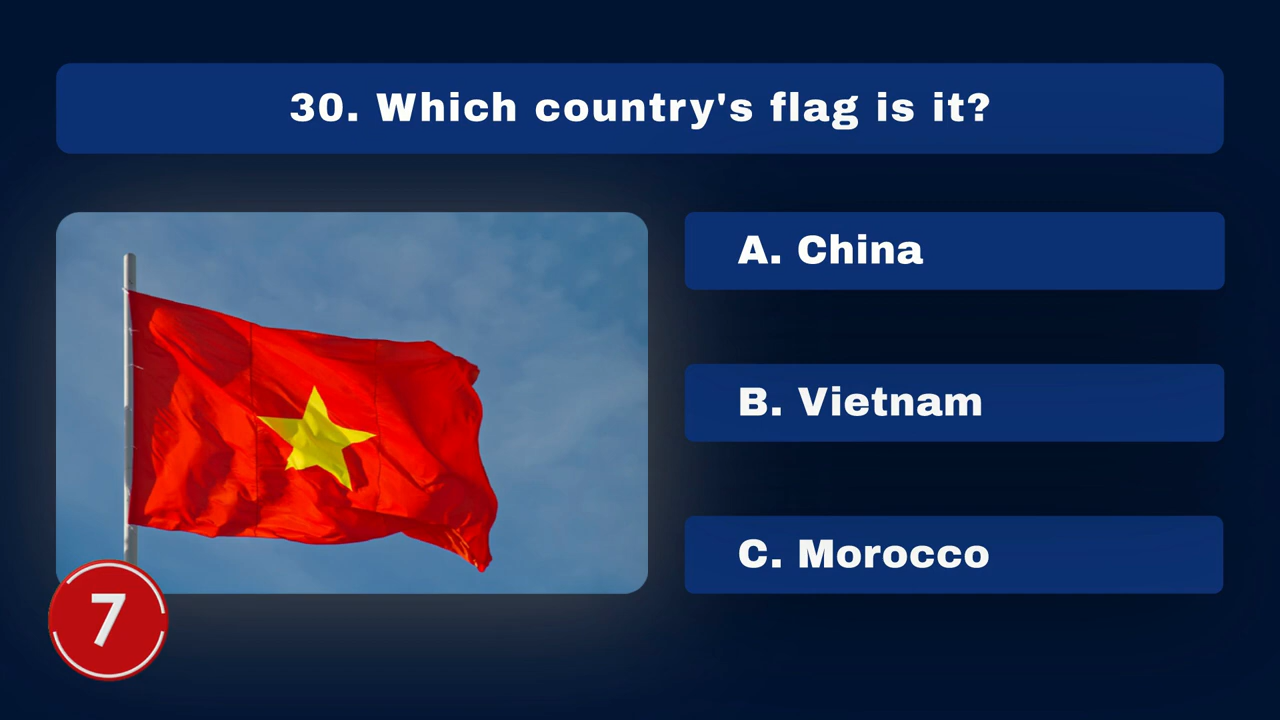 30. Which country's flag is it?
A. China
B. Vietnam
C. Morocco
7